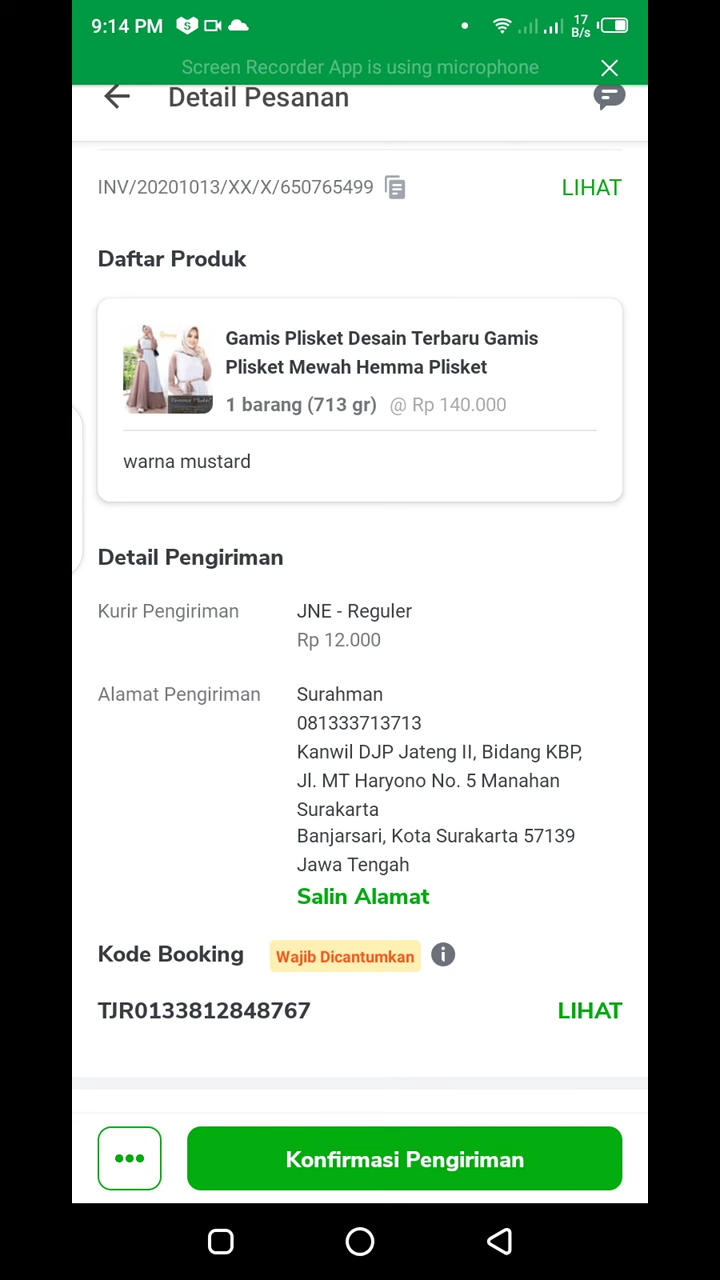 9:14 PM
17
B/s
Screen Recorder App is using microphone
Detail Pesanan
INV/20201013/XX/X/650765499
LIHAT
Daftar Produk
Gamis Plisket Desain Terbaru Gamis
Plisket Mewah Hemma Plisket
1 barang (713 gr) @ Rp 140.000
warna mustard
Detail Pengiriman
Kurir Pengiriman
JNE - Reguler
Rp 12.000
Alamat Pengiriman
Surahman
081333713713
Kanwil DJP Jateng II, Bidang KBP,
Jl. MT Haryono No. 5 Manahan
Surakarta
Banjarsari, Kota Surakarta 57139
Jawa Tengah
Salin Alamat
Kode Booking
Wajib Dicantumkan
TJR0133812848767
LIHAT
Konfirmasi Pengiriman